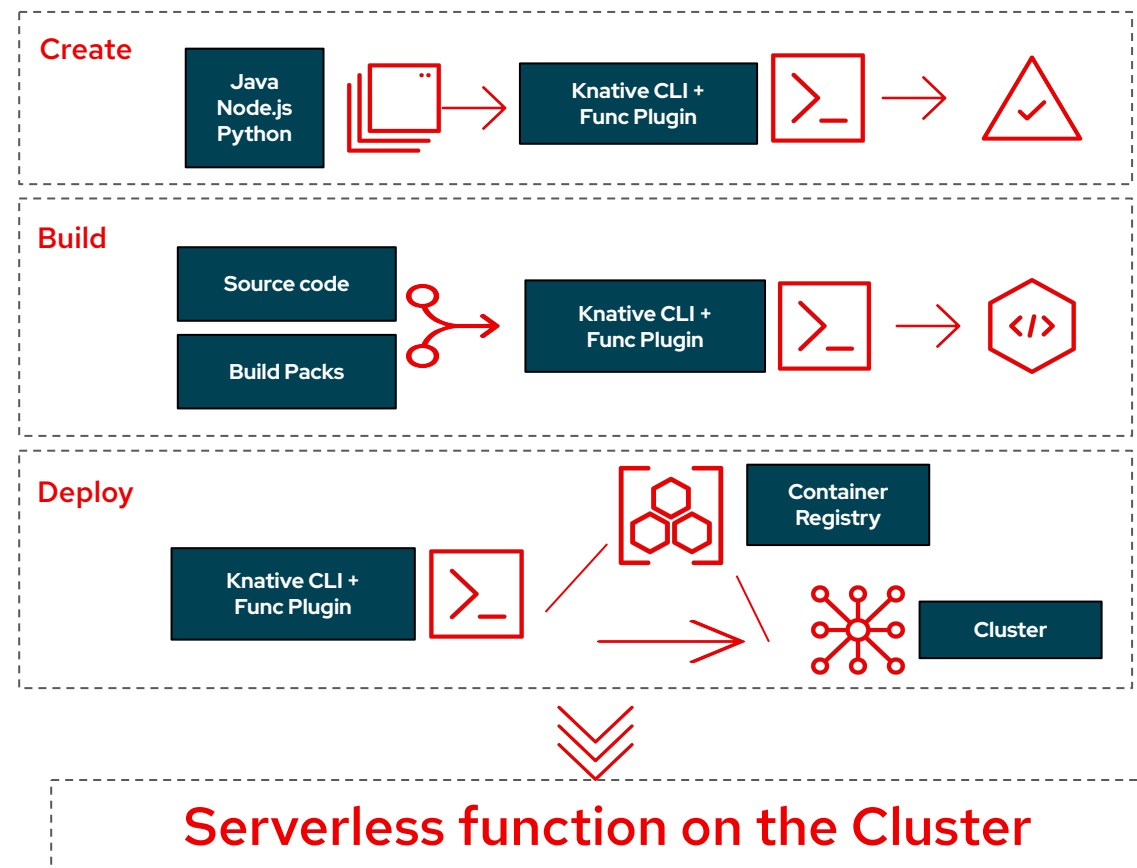 Create
Java
Node.js
Python
Knative CLI +
Func Plugin
Build
Source code
Build Packs
Knative CLI +
Func Plugin
Deploy
Knative CLI +
Func Plugin
Container
Registry
Cluster
Serverless function on the Cluster